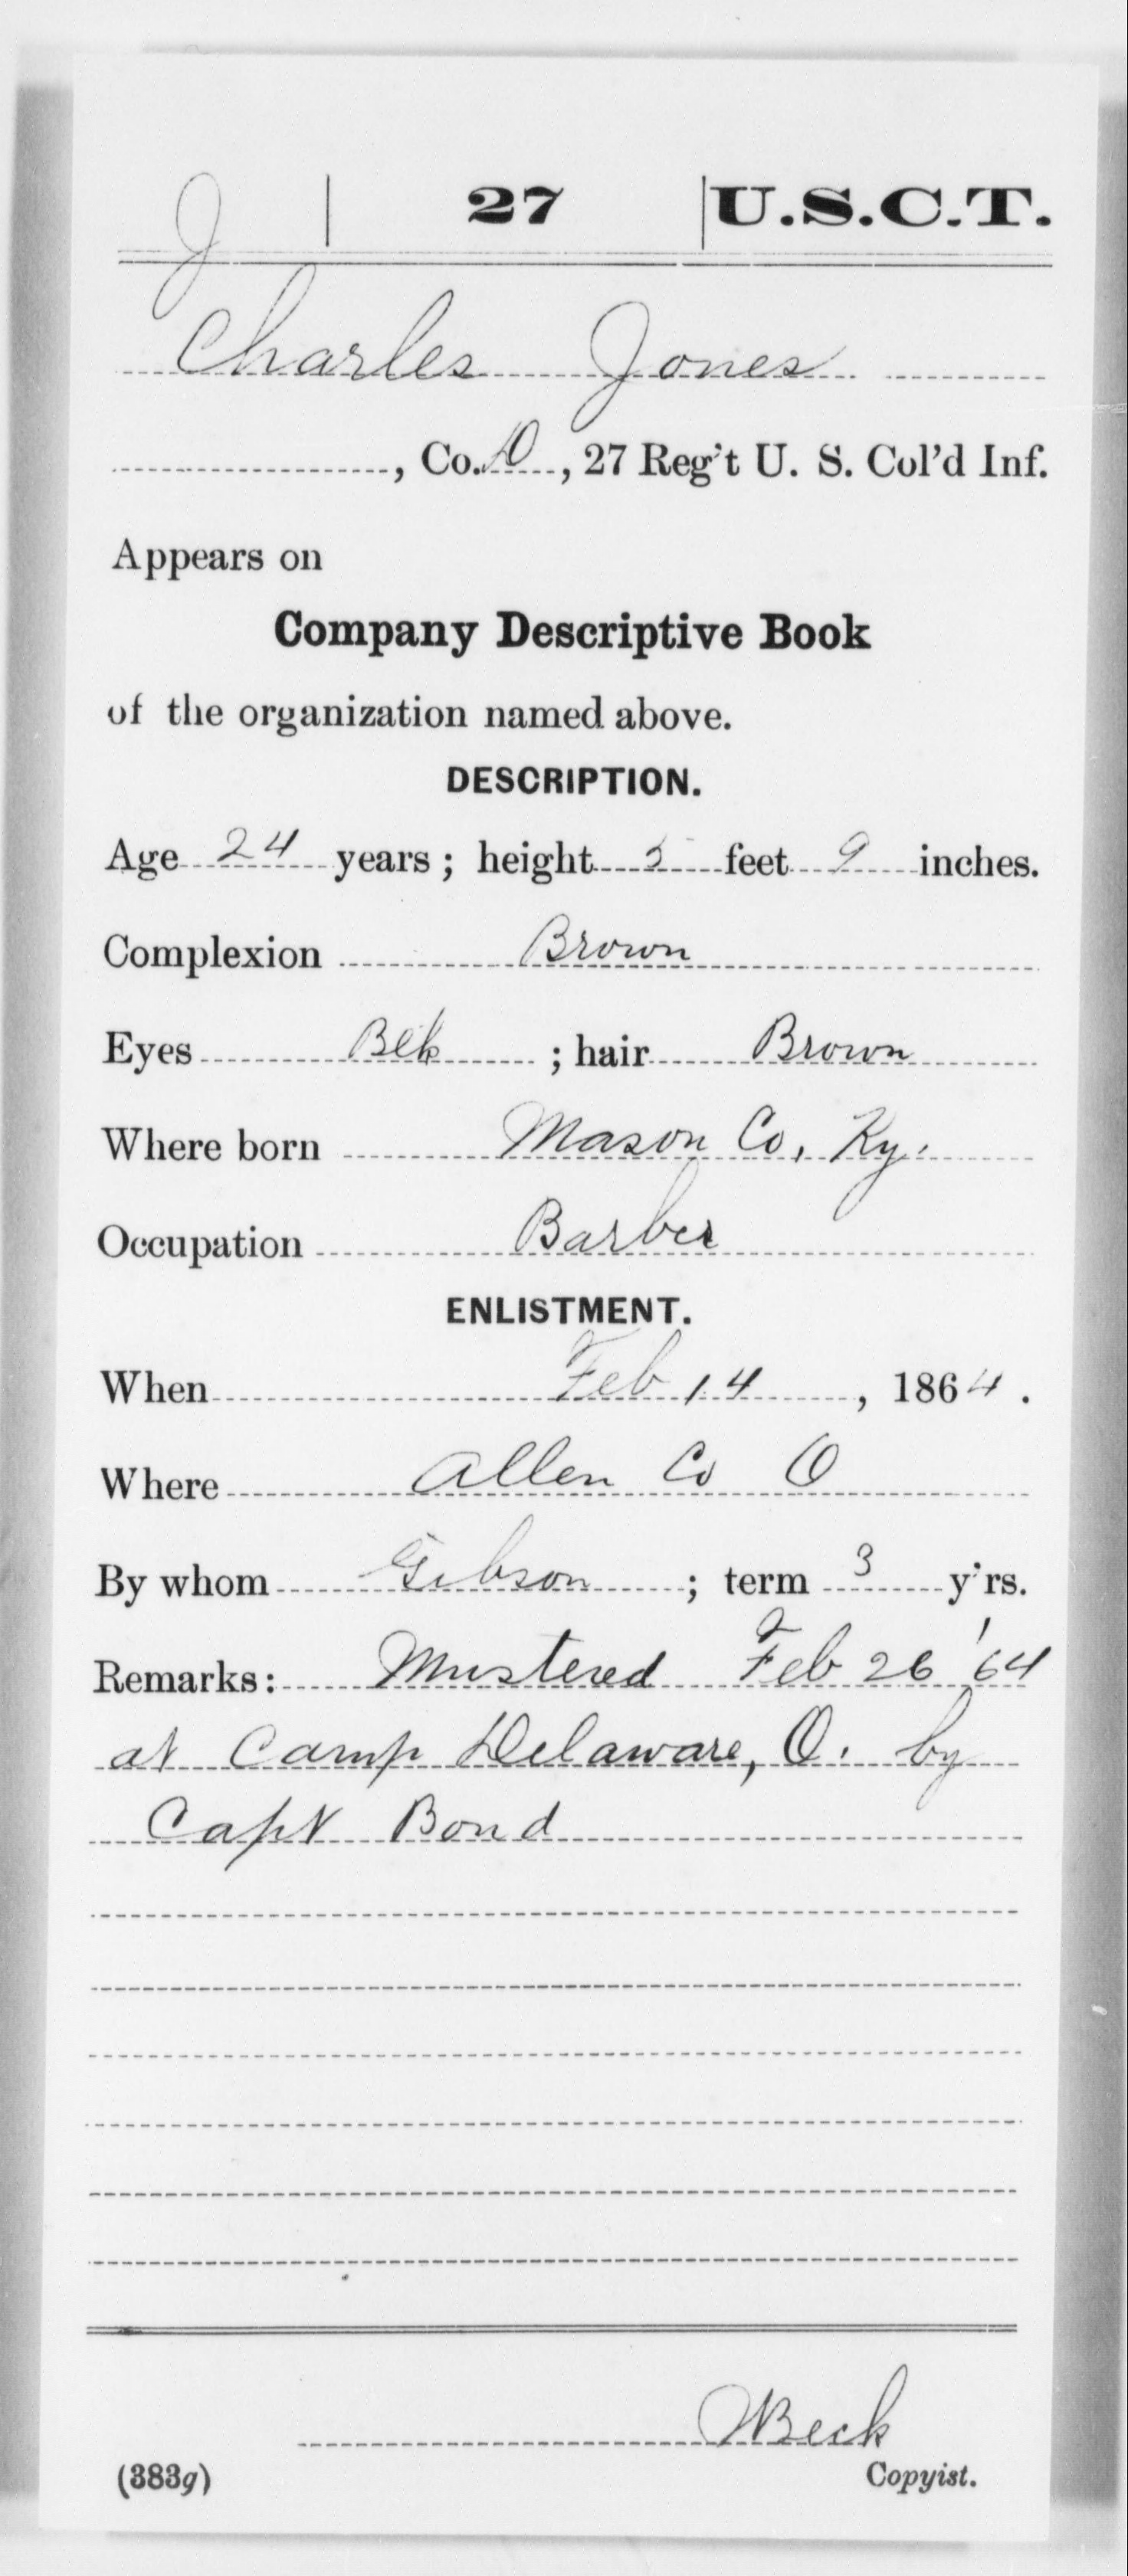 J | 27 | U.S.C.T.
Charles Jones
, Co. D, 27 Reg't U. S. Col'd Inf.
Appears on
Company Descriptive Book
of the organization named above.
DESCRIPTION.
Age 24 years; height 5 feet 9 inches.
Complexion Brown
Eyes Blk ; hair Brown
Where born Mason Co, Ky.
Occupation Barber
ENLISTMENT.
When Feb 14, 1864.
Where Allen Co O
By whom Gibson; term 3 y'rs.
Remarks: Mustered Feb 26 '64
at Camp Delaware, O. by
Capt Bond
Beck
(383g) Copyist.